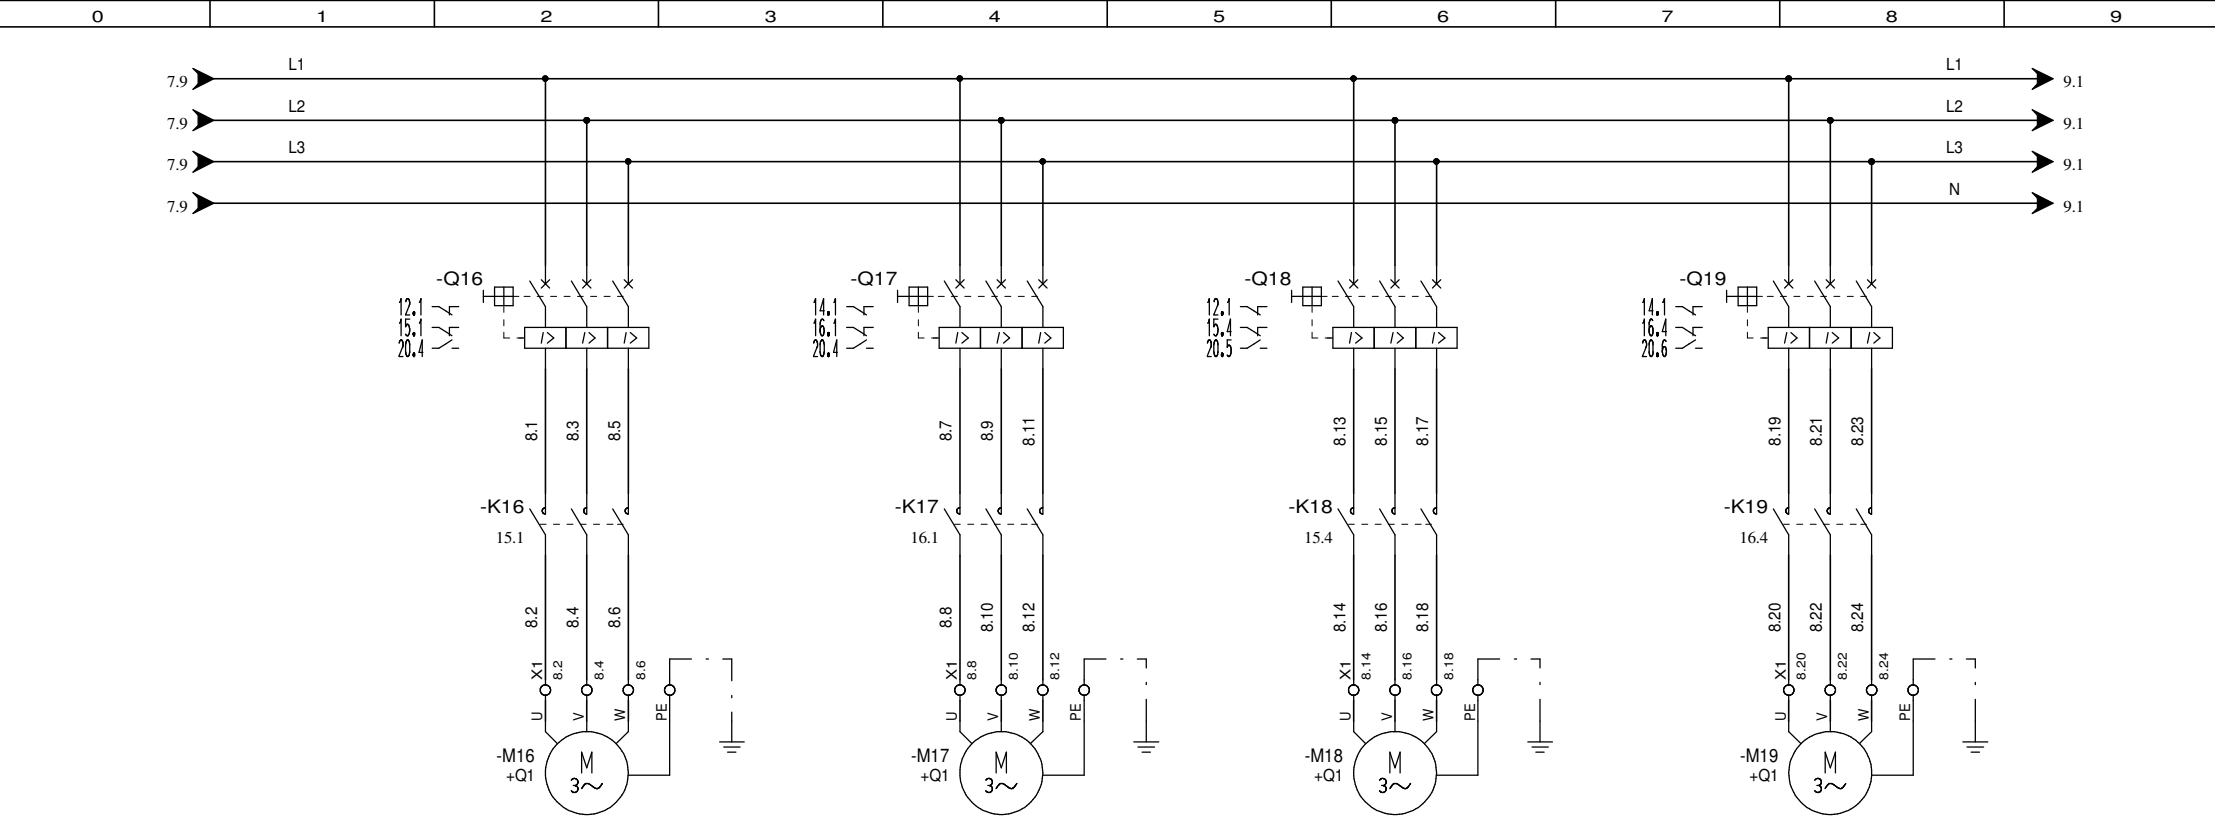 0 1 2 3 4 5 6 7 8 9
7.9 L1 L1 9.1
7.9 L2 L2 9.1
7.9 L3 L3 9.1
7.9 N 9.1
-Q16 -Q17 -Q18 -Q19
12.1 14.1 12.1 14.1
15.1 16.1 15.4 16.4
20.4 20.4 20.5 20.6
I> I> I> I> I> I> I> I> I> I> I> I>
8.1 8.3 8.5 8.7 8.9 8.11 8.13 8.15 8.17 8.19 8.21 8.23
-K16 -K17 -K18 -K19
15.1 16.1 15.4 16.4
8.2 8.4 8.6 8.8 8.10 8.12 8.14 8.16 8.18 8.20 8.22 8.24
X1 8.2 8.4 8.6 X1 8.8 8.10 8.12 X1 8.14 8.16 8.18 X1 8.20 8.22 8.24
U V W PE U V W PE U V W PE U V W PE
-M16 M -M17 M -M18 M -M19 M
+Q1 3~ +Q1 3~ +Q1 3~ +Q1 3~